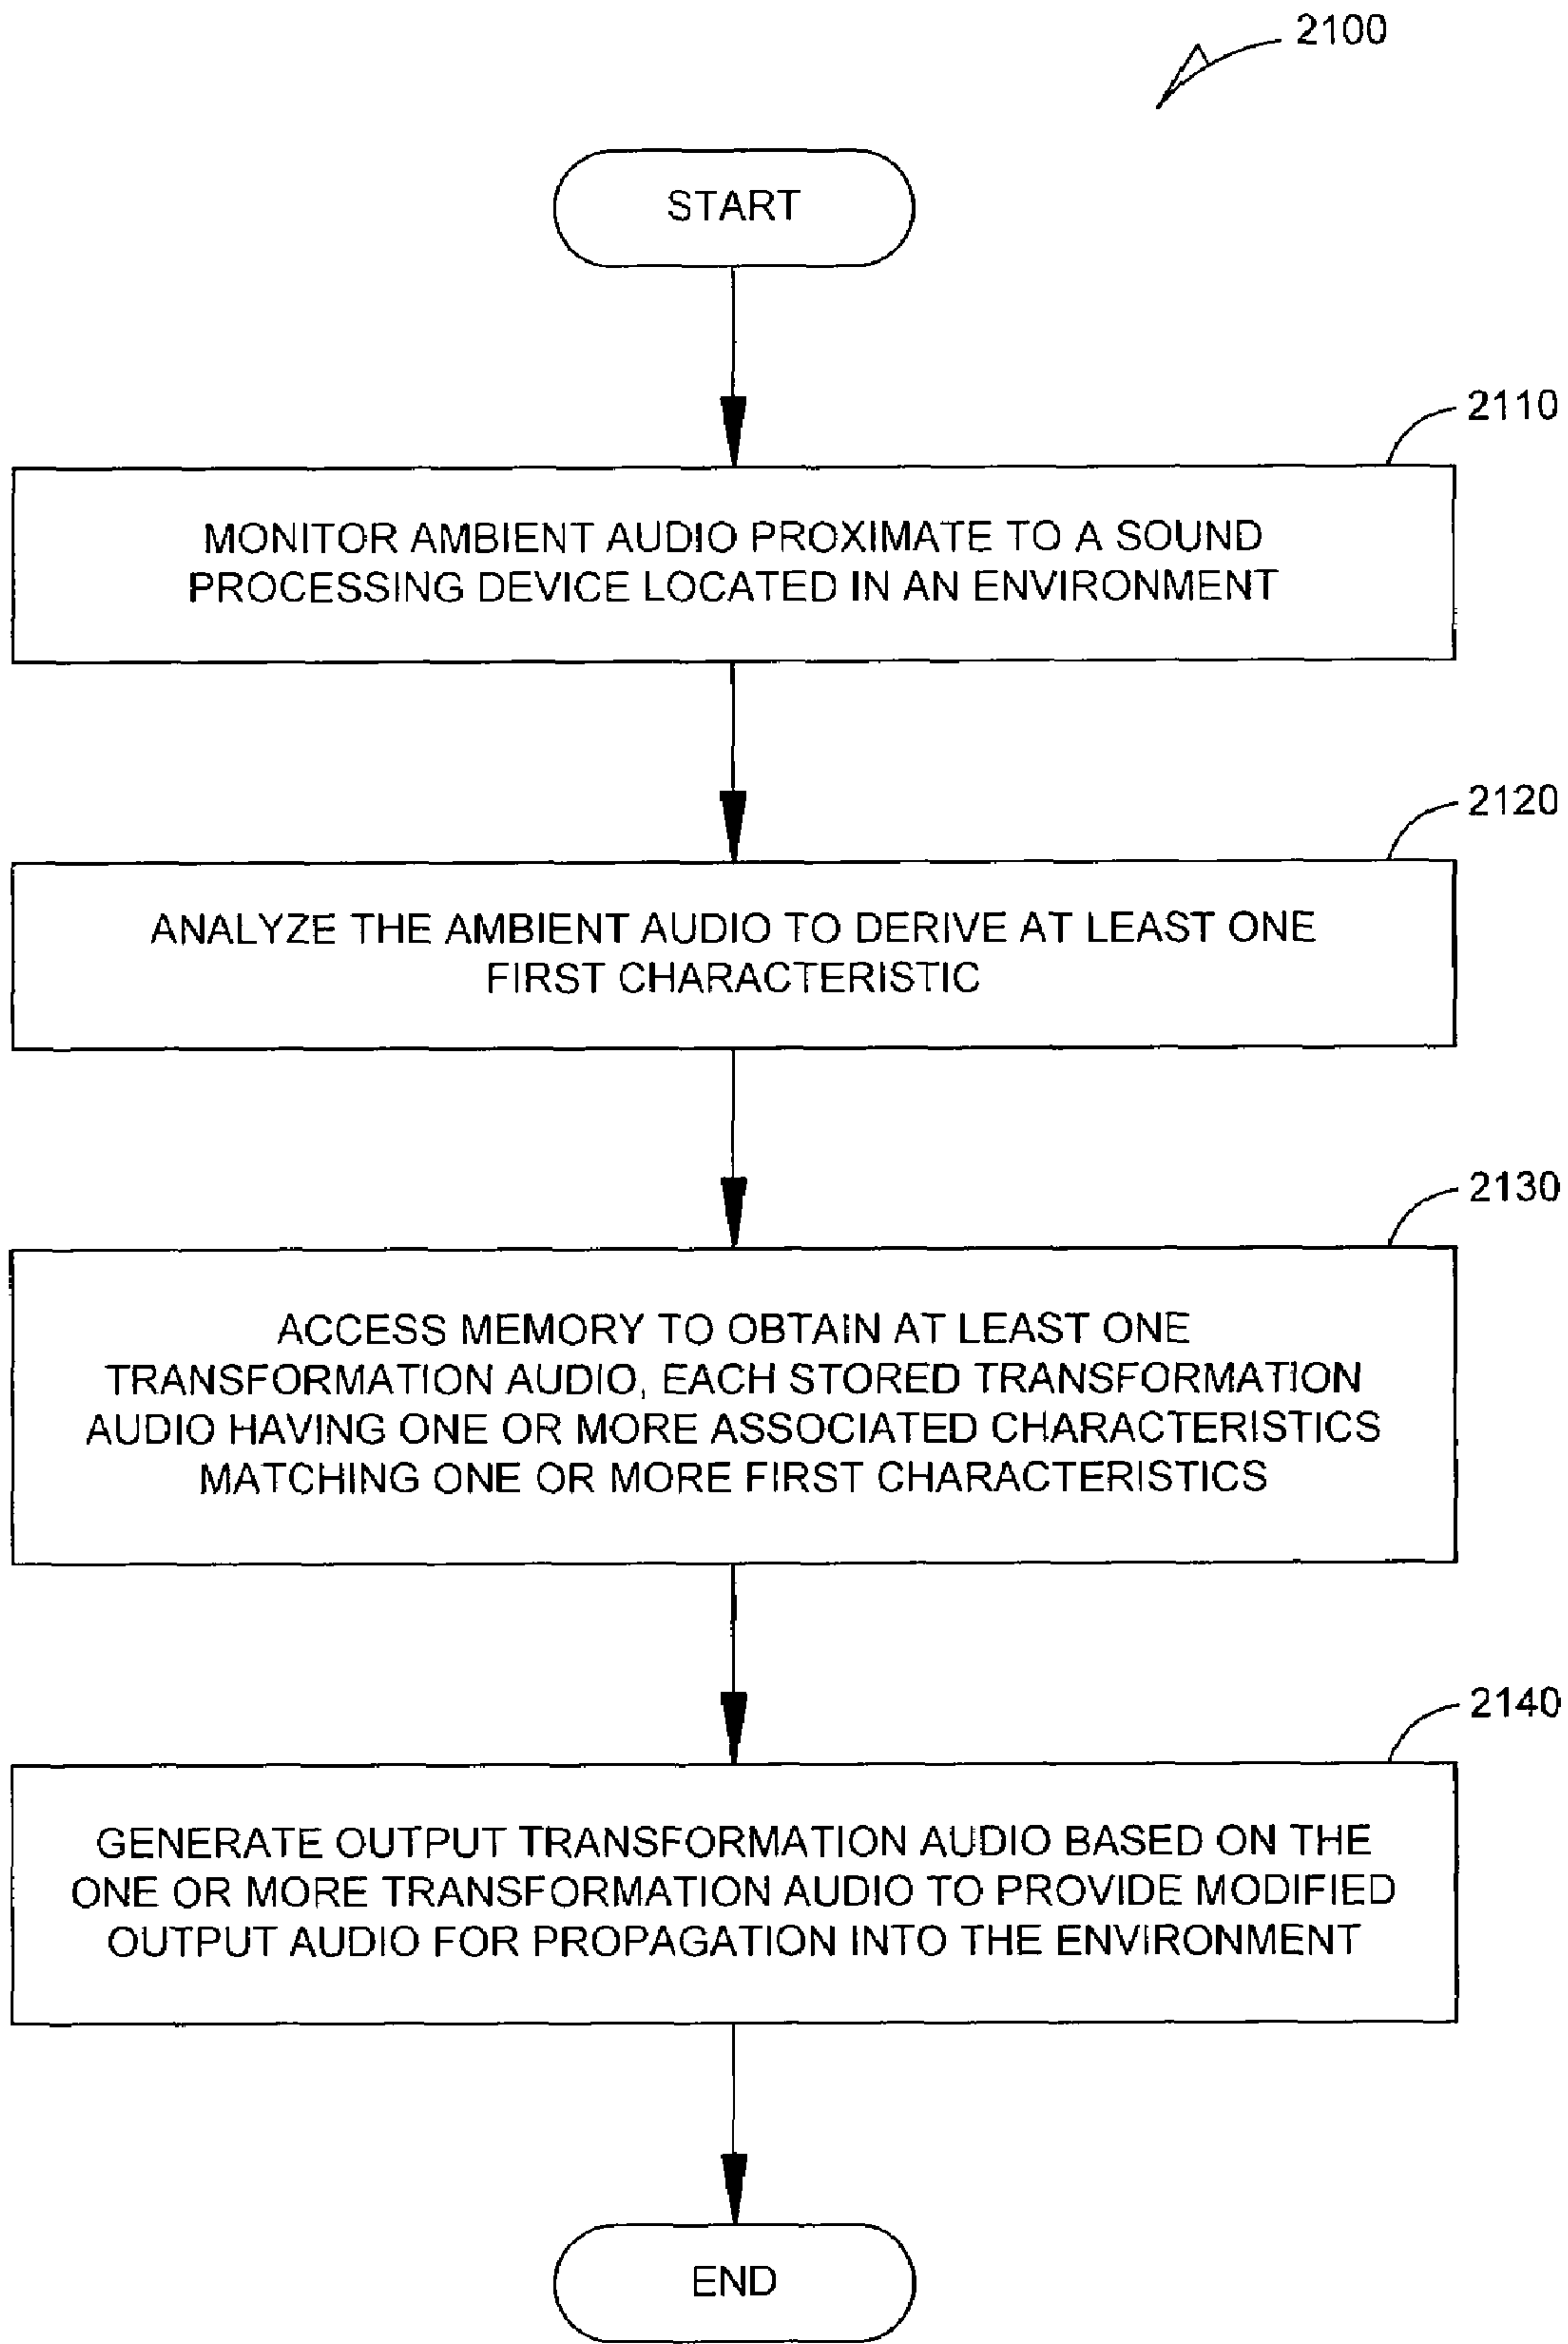 2100
START
2110
MONITOR AMBIENT AUDIO PROXIMATE TO A SOUND
PROCESSING DEVICE LOCATED IN AN ENVIRONMENT
2120
ANALYZE THE AMBIENT AUDIO TO DERIVE AT LEAST ONE
FIRST CHARACTERISTIC
2130
ACCESS MEMORY TO OBTAIN AT LEAST ONE
TRANSFORMATION AUDIO, EACH STORED TRANSFORMATION
AUDIO HAVING ONE OR MORE ASSOCIATED CHARACTERISTICS
MATCHING ONE OR MORE FIRST CHARACTERISTICS
2140
GENERATE OUTPUT TRANSFORMATION AUDIO BASED ON THE
ONE OR MORE TRANSFORMATION AUDIO TO PROVIDE MODIFIED
OUTPUT AUDIO FOR PROPAGATION INTO THE ENVIRONMENT
END